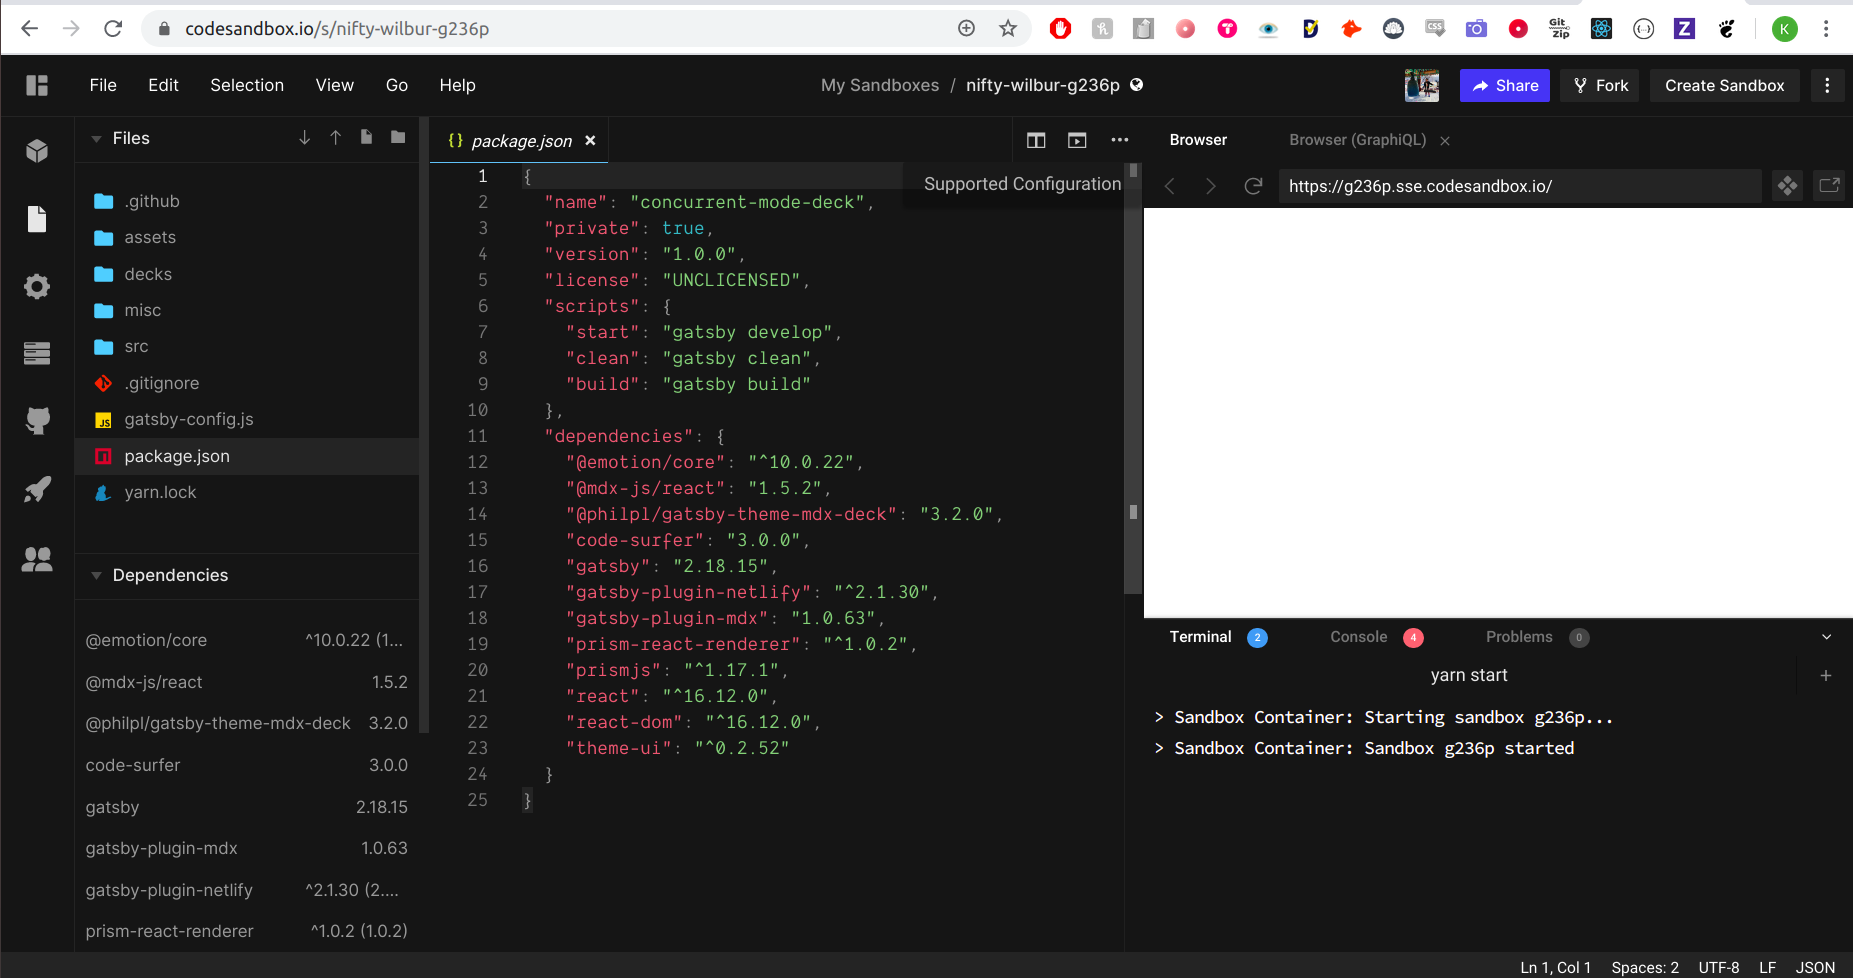 codesandbox.io/s/nifty-wilbur-g236p
Git
Zip
CSS
K
File Edit Selection View Go Help
My Sandboxes / nifty-wilbur-g236p
Share Fork Create Sandbox
Files
.github
assets
decks
misc
src
.gitignore
JS gatsby-config.js
package.json
yarn.lock
Dependencies
@emotion/core ^10.0.22 (1...
@mdx-js/react 1.5.2
@philpl/gatsby-theme-mdx-deck 3.2.0
code-surfer 3.0.0
gatsby 2.18.15
gatsby-plugin-mdx 1.0.63
gatsby-plugin-netlify ^2.1.30 (2....
prism-react-renderer ^1.0.2 (1.0.2)
{} package.json ×
Supported Configuration
1 {
2 "name": "concurrent-mode-deck",
3 "private": true,
4 "version": "1.0.0",
5 "license": "UNCLICENSED",
6 "scripts": {
7 "start": "gatsby develop",
8 "clean": "gatsby clean",
9 "build": "gatsby build"
10 },
11 "dependencies": {
12 "@emotion/core": "^10.0.22",
13 "@mdx-js/react": "1.5.2",
14 "@philpl/gatsby-theme-mdx-deck": "3.2.0",
15 "code-surfer": "3.0.0",
16 "gatsby": "2.18.15",
17 "gatsby-plugin-netlify": "^2.1.30",
18 "gatsby-plugin-mdx": "1.0.63",
19 "prism-react-renderer": "^1.0.2",
20 "prismjs": "^1.17.1",
21 "react": "^16.12.0",
22 "react-dom": "^16.12.0",
23 "theme-ui": "^0.2.52"
24 }
25 }
Browser Browser (GraphiQL) ×
https://g236p.sse.codesandbox.io/
Terminal 2 Console 4 Problems 0
yarn start +
> Sandbox Container: Starting sandbox g236p...
> Sandbox Container: Sandbox g236p started
Ln 1, Col 1 Spaces: 2 UTF-8 LF JSON